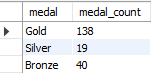 medal medal_count
Gold 138
Silver 19
Bronze 40